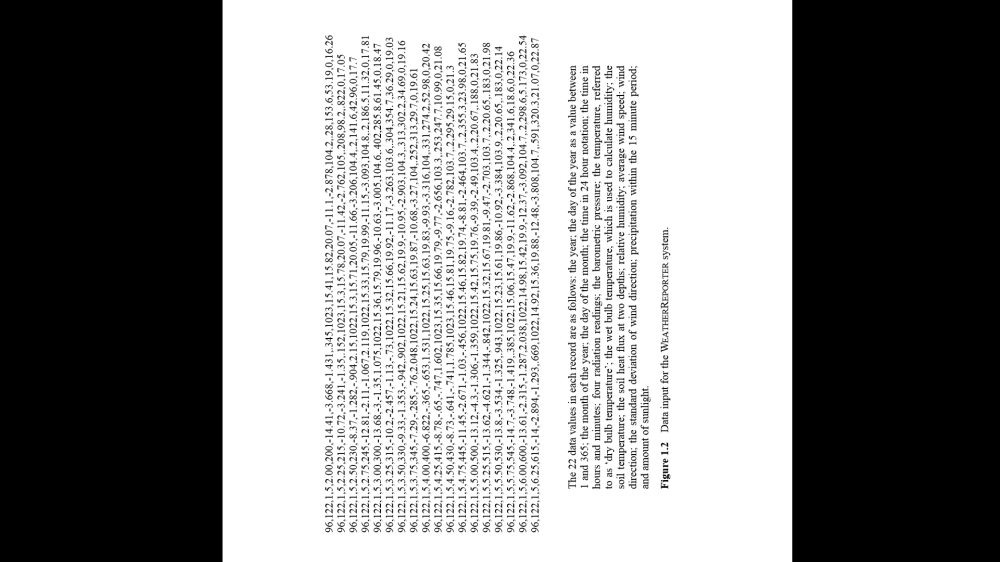 96,122,1,5,2.00,200,-14.41,-3.668,-1.431,.345,1023,15.41,15.82,20.07,-11.1,-2.878,104.2,.28,153.6,53.19,0,16.26
96,122,1,5,2.25,215,-10.72,-3.241,-1.35,.152,1023,15.3,15.78,20.07,-11.42,-2.762,105,.208,98.2,.822,0,17.05
96,122,1,5,2.50,230,-8.37,-1.282,-.904,2.15,1022,15.3,15.71,20.05,-11.66,-3.206,104.4,.2,141.6,42.96,0,17.7
96,122,1,5,2.75,245,-12.81,-2.11,-1.067,2.119,1022,15.33,15.79,19.99,-11.15,-3.093,104.8,.2,186.5,11.32,0,17.81
96,122,1,5,3.00,300,-13.68,-3,-1.35,1.075,1022,15.36,15.79,19.96,-10.63,-3.005,104.6,.402,285.8,61.45,0,18.47
96,122,1,5,3.25,315,-10.2,-2.457,-1.13,-.73,1022,15.32,15.66,19.92,-11.17,-3.263,103.6,.304,354.7,36.29,0,19.03
96,122,1,5,3.50,330,-9.33,-1.353,-.942,.902,1022,15.21,15.62,19.9,-10.95,-2.903,104.3,.313,302.2,34.69,0,19.16
96,122,1,5,3.75,345,-7.29,-.285,-.76,2.048,1022,15.24,15.63,19.87,-10.68,-3.27,104,.252,313,29.7,0,19.61
96,122,1,5,4.00,400,-6.822,-.365,-.653,1.531,1022,15.25,15.63,19.83,-9.93,-3.316,104,.331,274.2,52.98,0,20.42
96,122,1,5,4.25,415,-8.78,-.65,-.747,1.602,1023,15.35,15.66,19.79,-9.77,-2.656,103.3,.253,247.7,10.99,0,21.08
96,122,1,5,4.50,430,-8.73,-.641,-.741,1.785,1023,15.46,15.81,19.75,-9.16,-2.782,103.7,.2,295,29.15,0,21.3
96,122,1,5,4.75,445,-11.45,-2.671,-1.03,-.456,1022,15.46,15.82,19.74,-8.81,-2.464,103.7,.2,355.3,23.98,0,21.65
96,122,1,5,5.00,500,-13.12,-4.3,-1.306,-1.359,1022,15.42,15.75,19.76,-9.39,-2.49,103.4,.2,20.67,.188,0,21.83
96,122,1,5,5.25,515,-13.62,-4.621,-1.344,-.842,1022,15.32,15.67,19.81,-9.47,-2.703,103.7,.2,20.65,.183,0,21.98
96,122,1,5,5.50,530,-13.8,-3.534,-1.325,.943,1022,15.23,15.61,19.86,-10.92,-3.384,103.9,.2,20.65,.183,0,22.14
96,122,1,5,5.75,545,-14.7,-3.748,-1.419,.385,1022,15.06,15.47,19.9,-11.62,-2.868,104.4,.2,341.6,18.6,0,22.36
96,122,1,5,6.00,600,-13.61,-2.315,-1.287,2.038,1022,14.98,15.42,19.9,-12.37,-3.092,104.7,.2,298.6,5.173,0,22.54
96,122,1,5,6.25,615,-14,-2.894,-1.293,.669,1022,14.92,15.36,19.88,-12.48,-3.808,104.7,.591,320.3,21.07,0,22.87
The 22 data values in each record are as follows: the year; the day of the year as a value between
1 and 365; the month of the year; the day of the month; the time in 24 hour notation; the time in
hours and minutes; four radiation readings; the barometric pressure; the temperature, referred
to as ‘dry bulb temperature’; the wet bulb temperature, which is used to calculate humidity; the
soil temperature; the soil heat flux at two depths; relative humidity; average wind speed; wind
direction; the standard deviation of wind direction; precipitation within the 15 minute period;
and amount of sunlight.
Figure 1.2 Data input for the WEATHERREPORTER system.